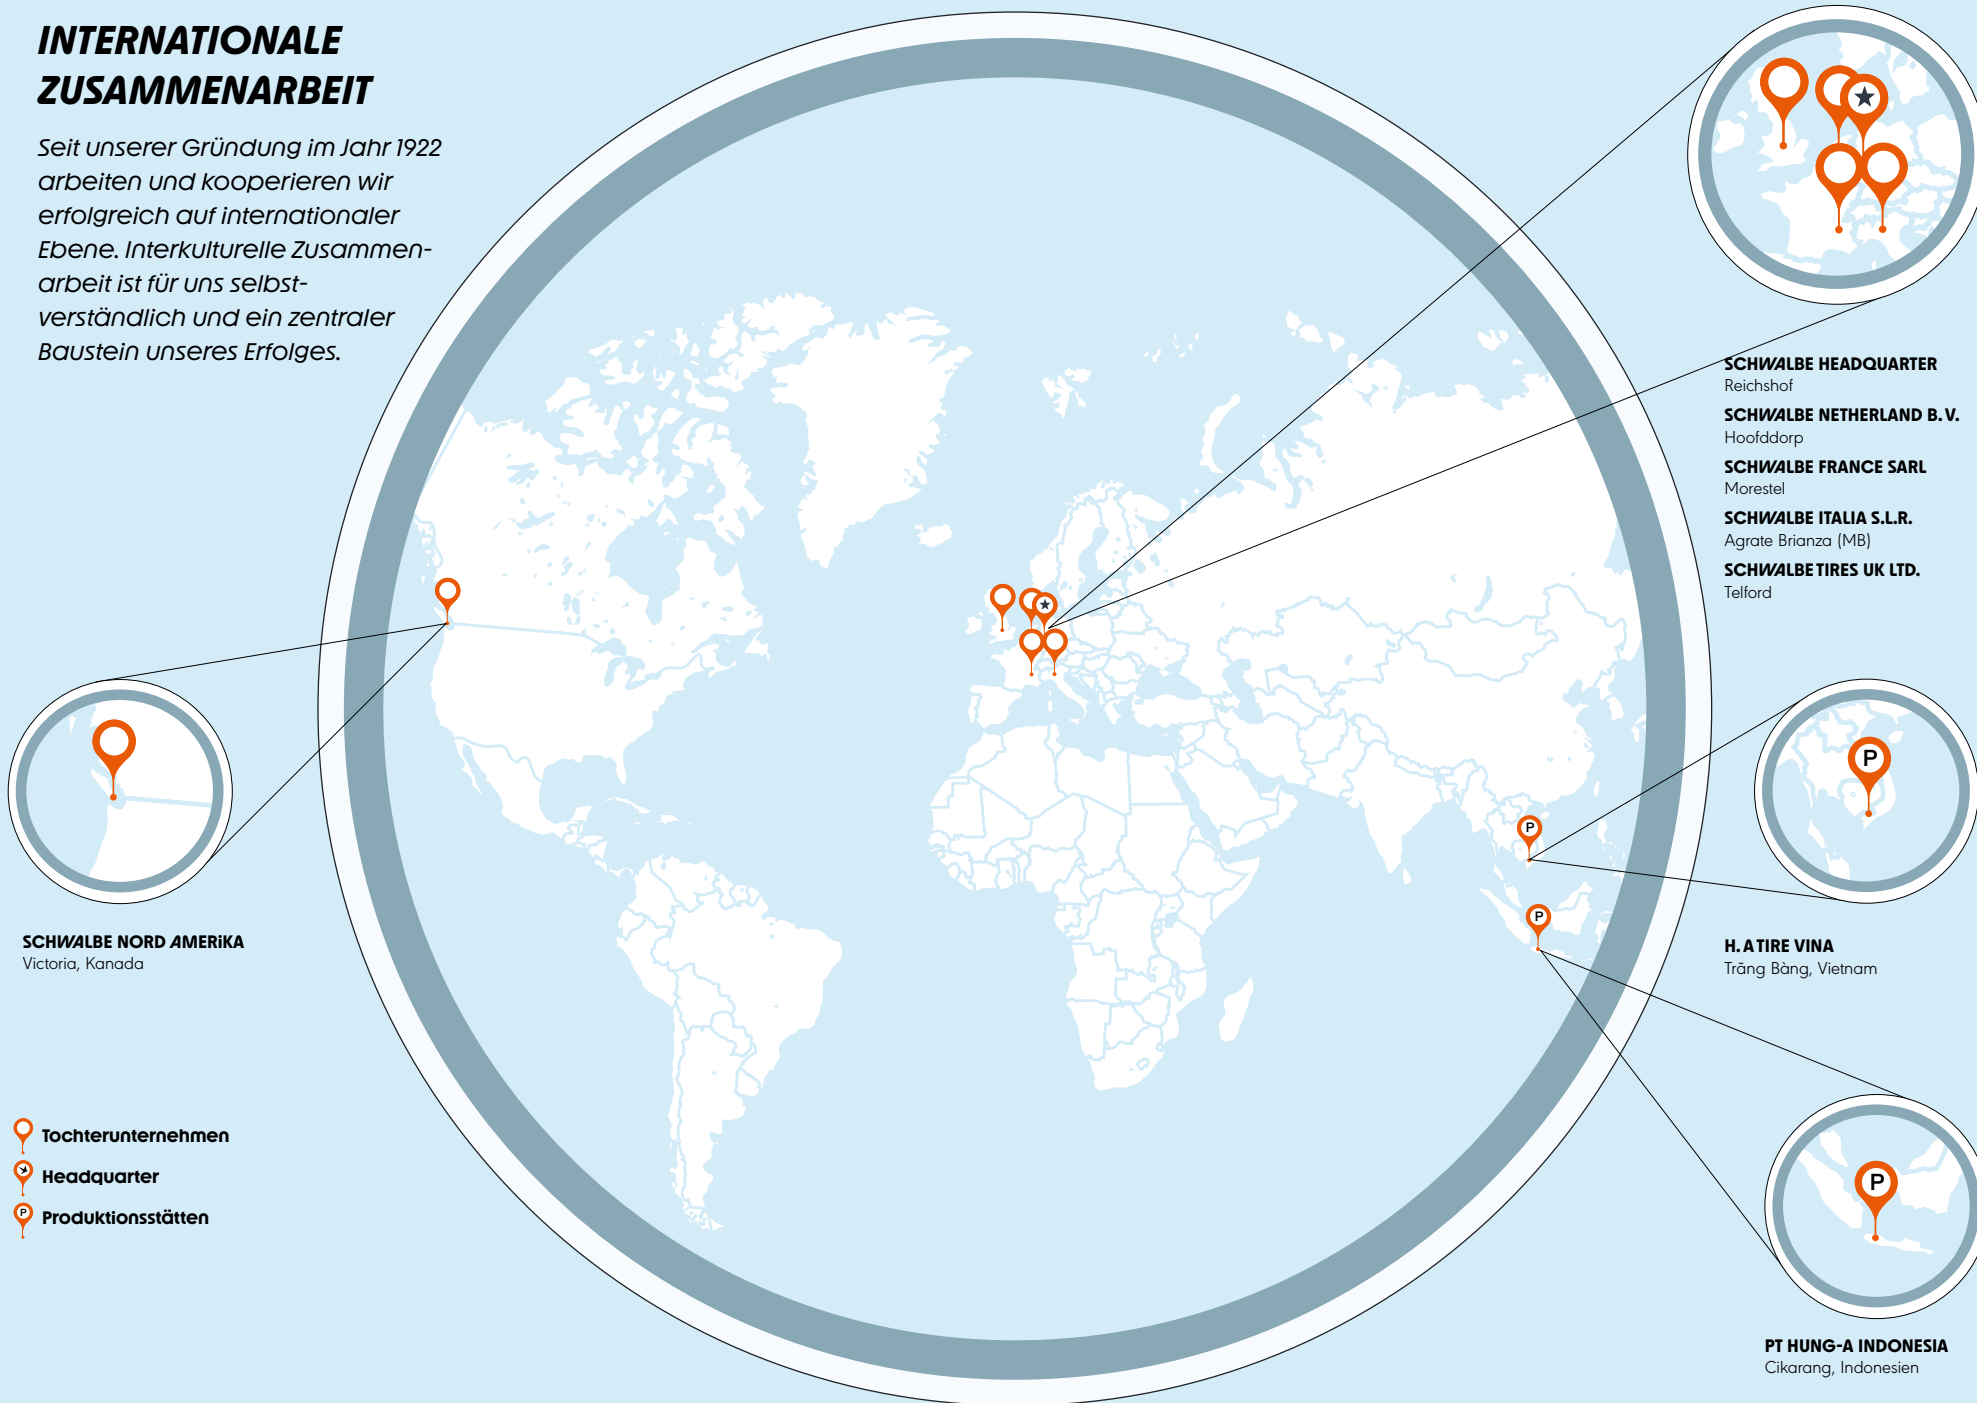 INTERNATIONALE
ZUSAMMENARBEIT
Seit unserer Gründung im Jahr 1922
arbeiten und kooperieren wir
erfolgreich auf internationaler
Ebene. Interkulturelle Zusammen-
arbeit ist für uns selbst-
verständlich und ein zentraler
Baustein unseres Erfolges.
SCHWALBE HEADQUARTER
Reichshof
SCHWALBE NETHERLAND B.V.
Hoofddorp
SCHWALBE FRANCE SARL
Morestel
SCHWALBE ITALIA S.L.R.
Agrate Brianza (MB)
SCHWALBE TIRES UK LTD.
Telford
P
P
P
H. A TIRE VINA
Trăng Bàng, Vietnam
SCHWALBE NORD AMERiKA
Victoria, Kanada
Tochterunternehmen
Headquarter
P Produktionsstätten
P
PT HUNG-A INDONESIA
Cikarang, Indonesien